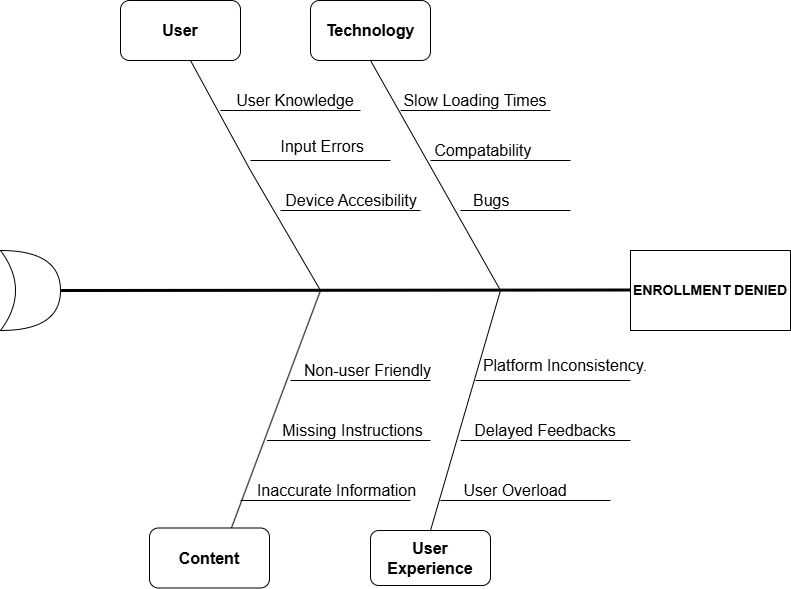 User
Technology
User Knowledge
Slow Loading Times
Input Errors
Compatability
Device Accesibility
Bugs
ENROLLMENT DENIED
Non-user Friendly
Platform Inconsistency.
Missing Instructions
Delayed Feedbacks
Inaccurate Information
User Overload
Content
User
Experience